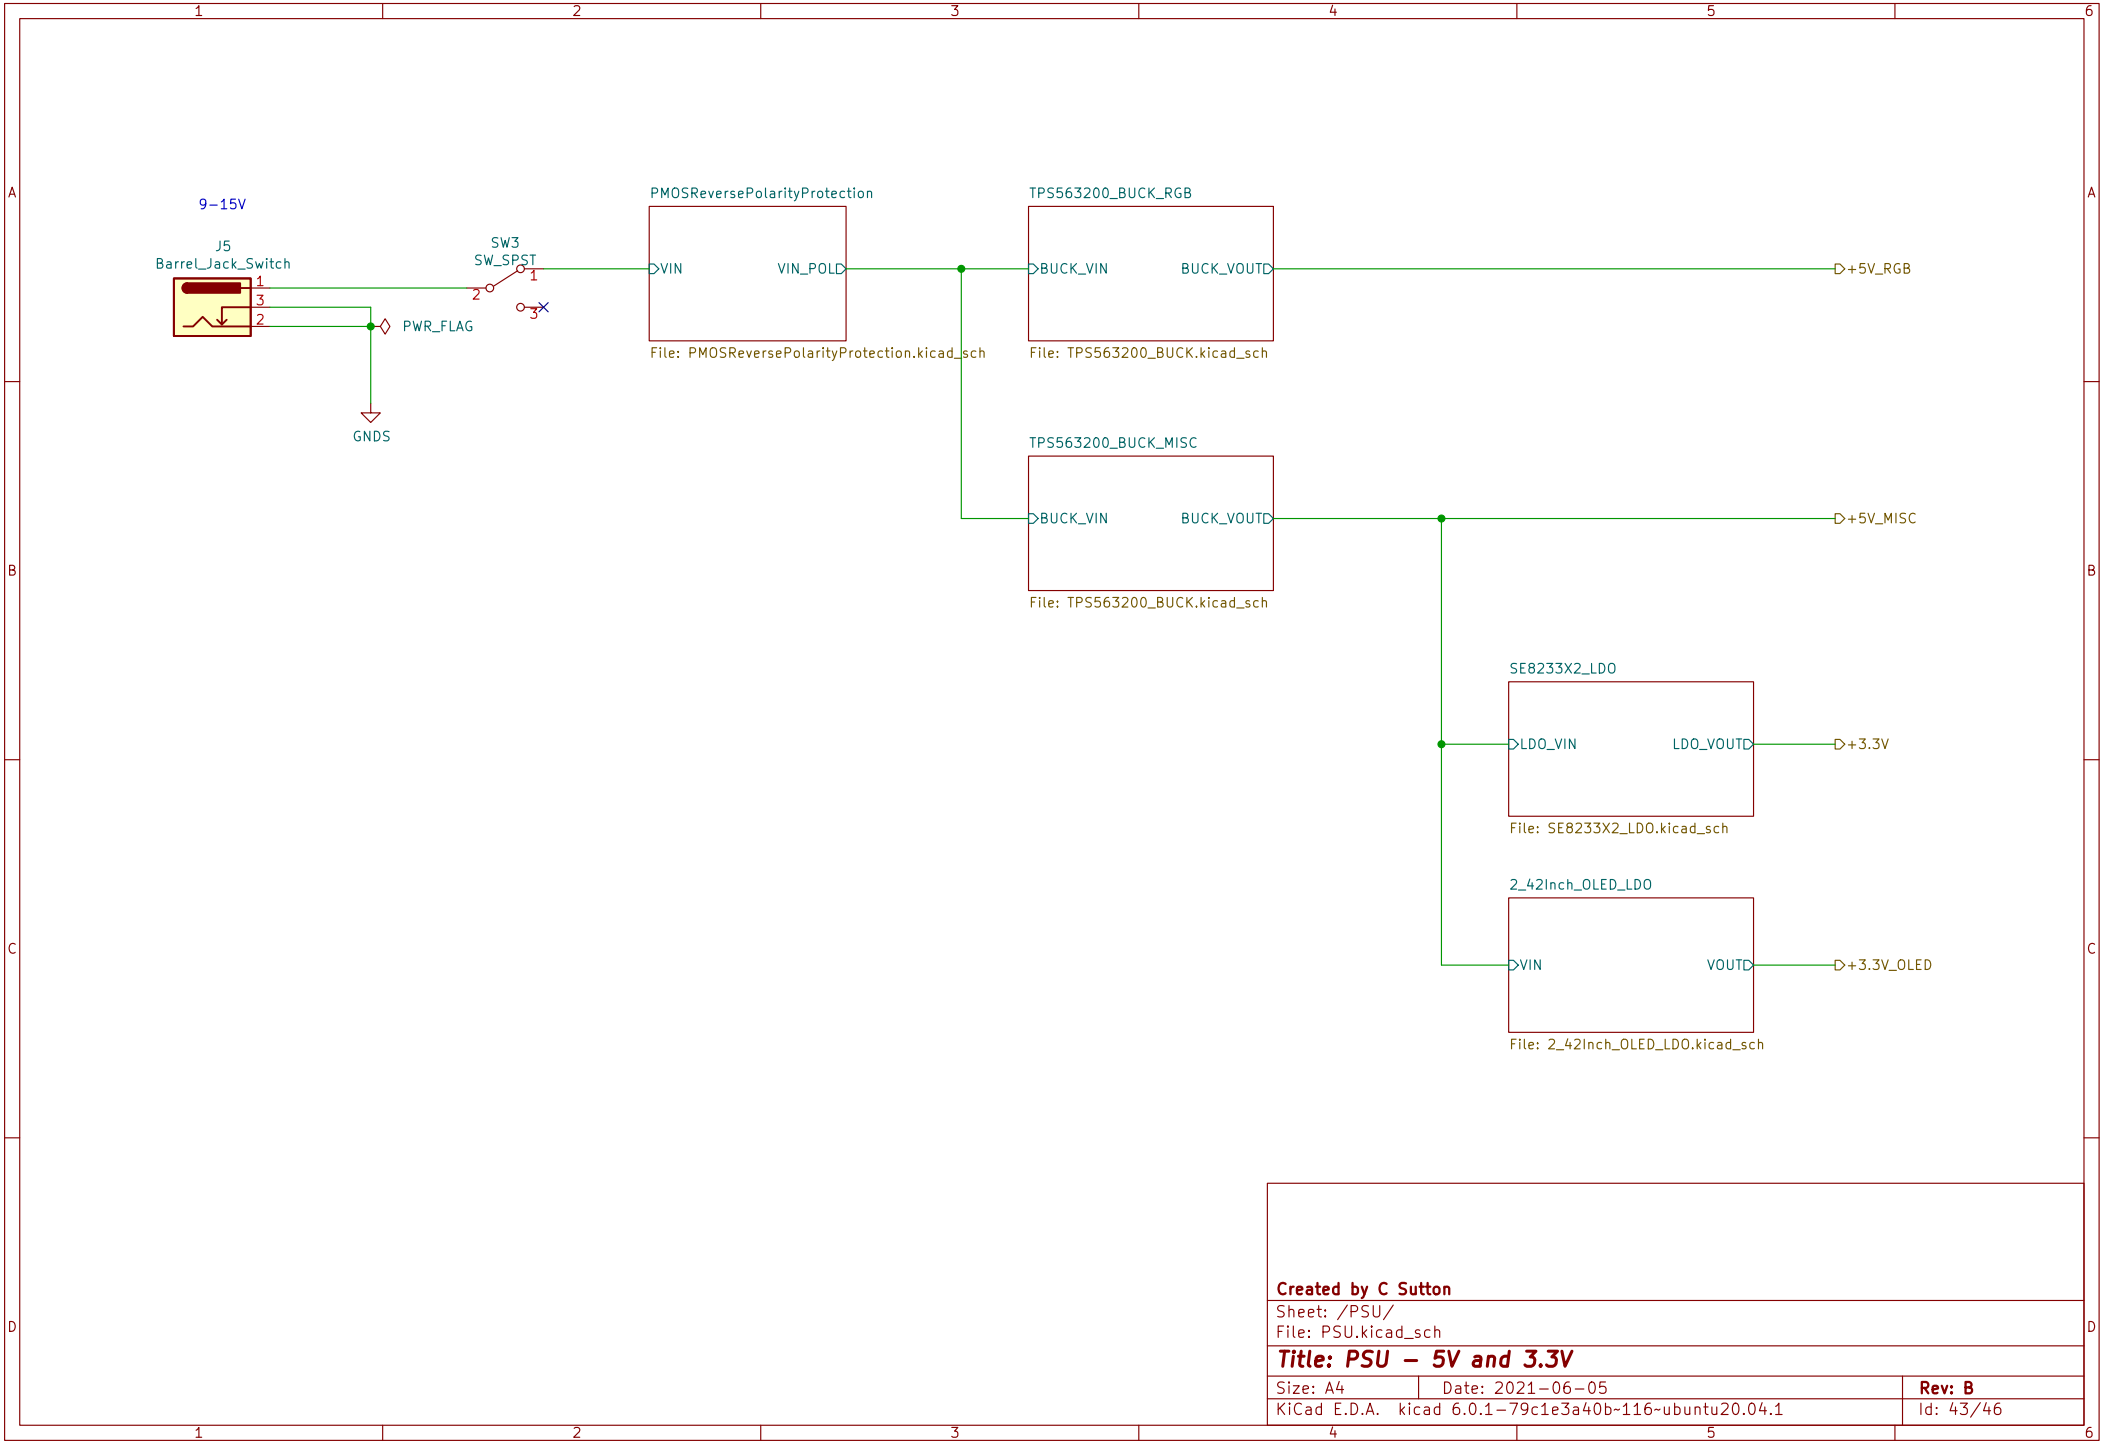 1 2 3 4 5 6
A A
9-15V
J5
Barrel_Jack_Switch
1
3
2
PWR_FLAG
GNDS
SW3
SW_SPST
1
2
3
PMOSReversePolarityProtection
VIN VIN_POL
File: PMOSReversePolarityProtection.kicad_sch
TPS563200_BUCK_RGB
BUCK_VIN BUCK_VOUT
File: TPS563200_BUCK.kicad_sch
+5V_RGB
TPS563200_BUCK_MISC
BUCK_VIN BUCK_VOUT
File: TPS563200_BUCK.kicad_sch
+5V_MISC
B B
SE8233X2_LDO
LDO_VIN LDO_VOUT
File: SE8233X2_LDO.kicad_sch
+3.3V
2_42Inch_OLED_LDO
VIN VOUT
File: 2_42Inch_OLED_LDO.kicad_sch
+3.3V_OLED
C C
Created by C Sutton
Sheet: /PSU/
File: PSU.kicad_sch
Title: PSU - 5V and 3.3V
Size: A4 Date: 2021-06-05 Rev: B
KiCad E.D.A. kicad 6.0.1-79c1e3a40b~116~ubuntu20.04.1 Id: 43/46
D D
1 2 3 4 5 6